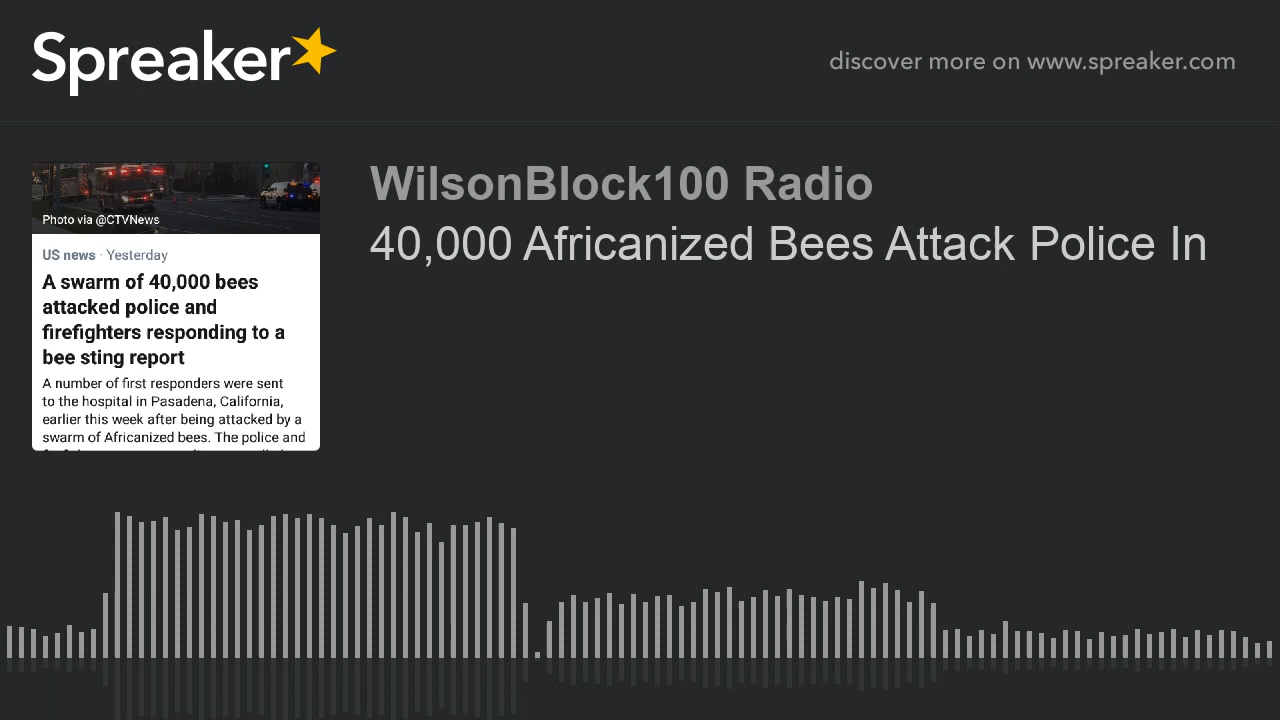 Spreaker
discover more on www.spreaker.com
WilsonBlock100 Radio
40,000 Africanized Bees Attack Police In
Photo via @CTVNews
US news · Yesterday
A swarm of 40,000 bees
attacked police and
firefighters responding to a
bee sting report
A number of first responders were sent
to the hospital in Pasadena, California,
earlier this week after being attacked by a
swarm of Africanized bees. The police and